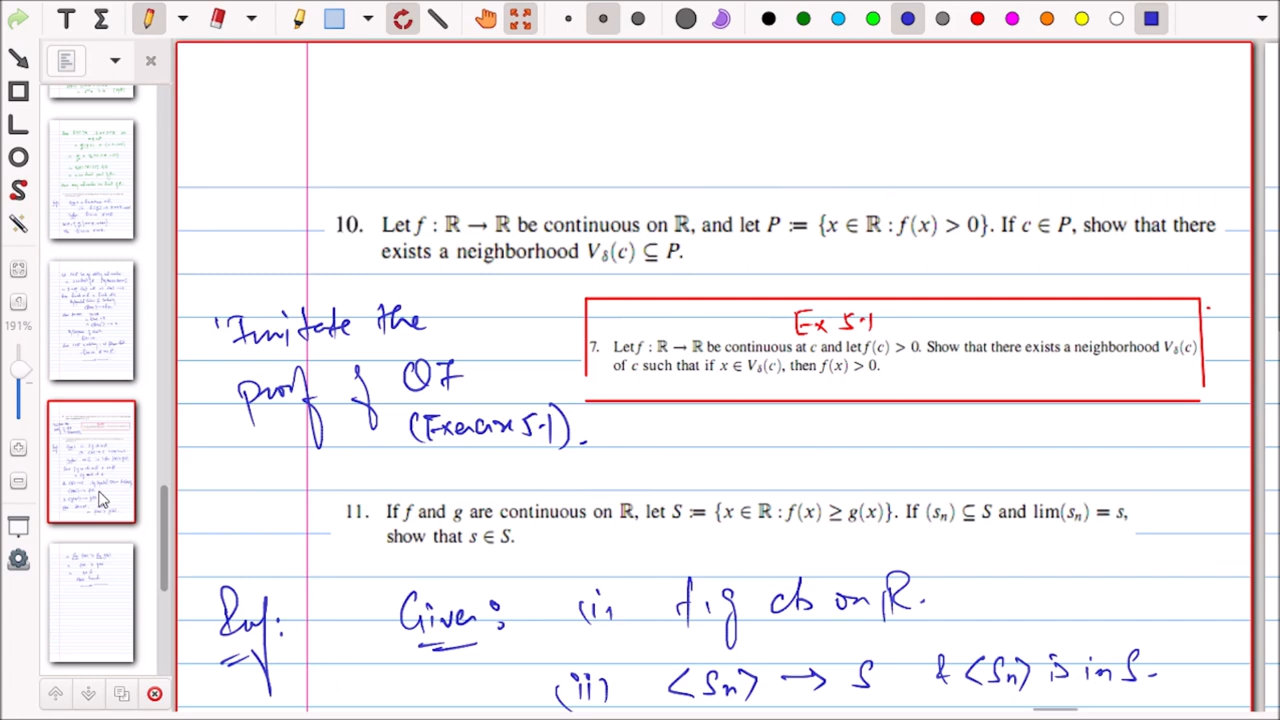 10. Let f : ℝ → ℝ be continuous on ℝ, and let P := {x ∈ ℝ : f(x) > 0}. If c ∈ P, show that there
exists a neighborhood V_δ(c) ⊆ P.
Imitate the
proof of Q7
(Exercise 5.1).
Ex 5.1
7. Let f : ℝ → ℝ be continuous at c and let f(c) > 0. Show that there exists a neighborhood V_δ(c)
of c such that if x ∈ V_δ(c), then f(x) > 0.
11. If f and g are continuous on ℝ, let S := {x ∈ ℝ : f(x) ≥ g(x)}. If (s_n) ⊆ S and lim(s_n) = s,
show that s ∈ S.
Given: (i) f, g cts on ℝ.
(ii) <s_n> → s & <s_n> is in S.
191%